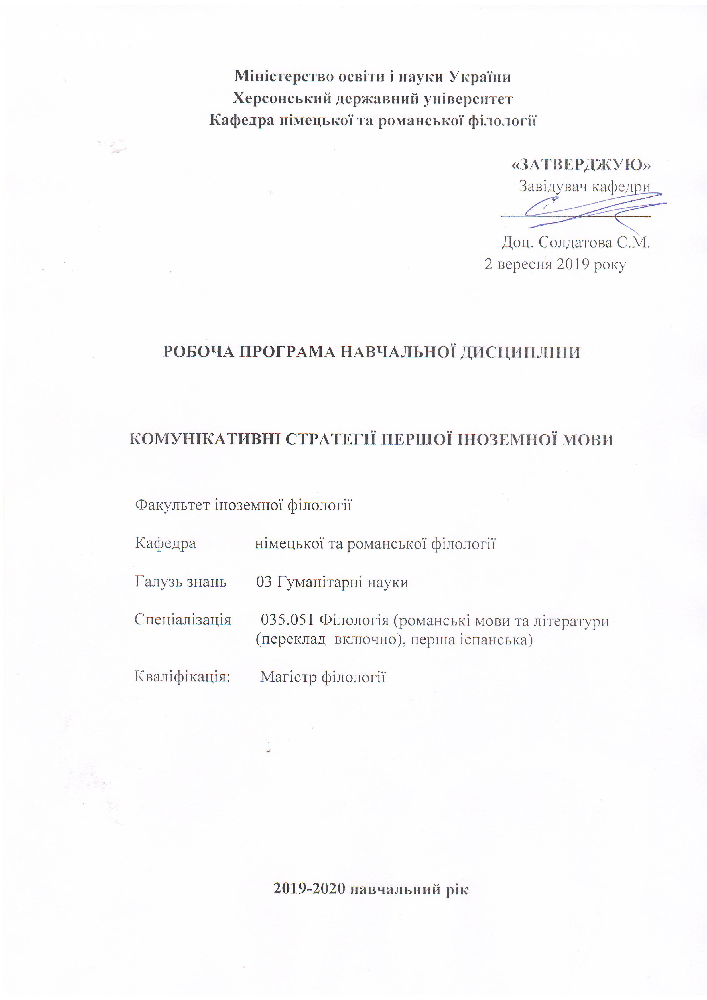 Міністерство освіти і науки України
Херсонський державний університет
Кафедра німецької та романської філології
«ЗАТВЕРДЖУЮ»
Завідувач кафедри
Доц. Солдатова С.М.
2 вересня 2019 року
РОБОЧА ПРОГРАМА НАВЧАЛЬНОЇ ДИСЦИПЛІНИ
КОМУНІКАТИВНІ СТРАТЕГІЇ ПЕРШОЇ ІНОЗЕМНОЇ МОВИ
Факультет іноземної філології
Кафедра німецької та романської філології
Галузь знань 03 Гуманітарні науки
Спеціалізація 035.051 Філологія (романські мови та літератури
(переклад включно), перша іспанська)
Кваліфікація: Магістр філології
2019-2020 навчальний рік